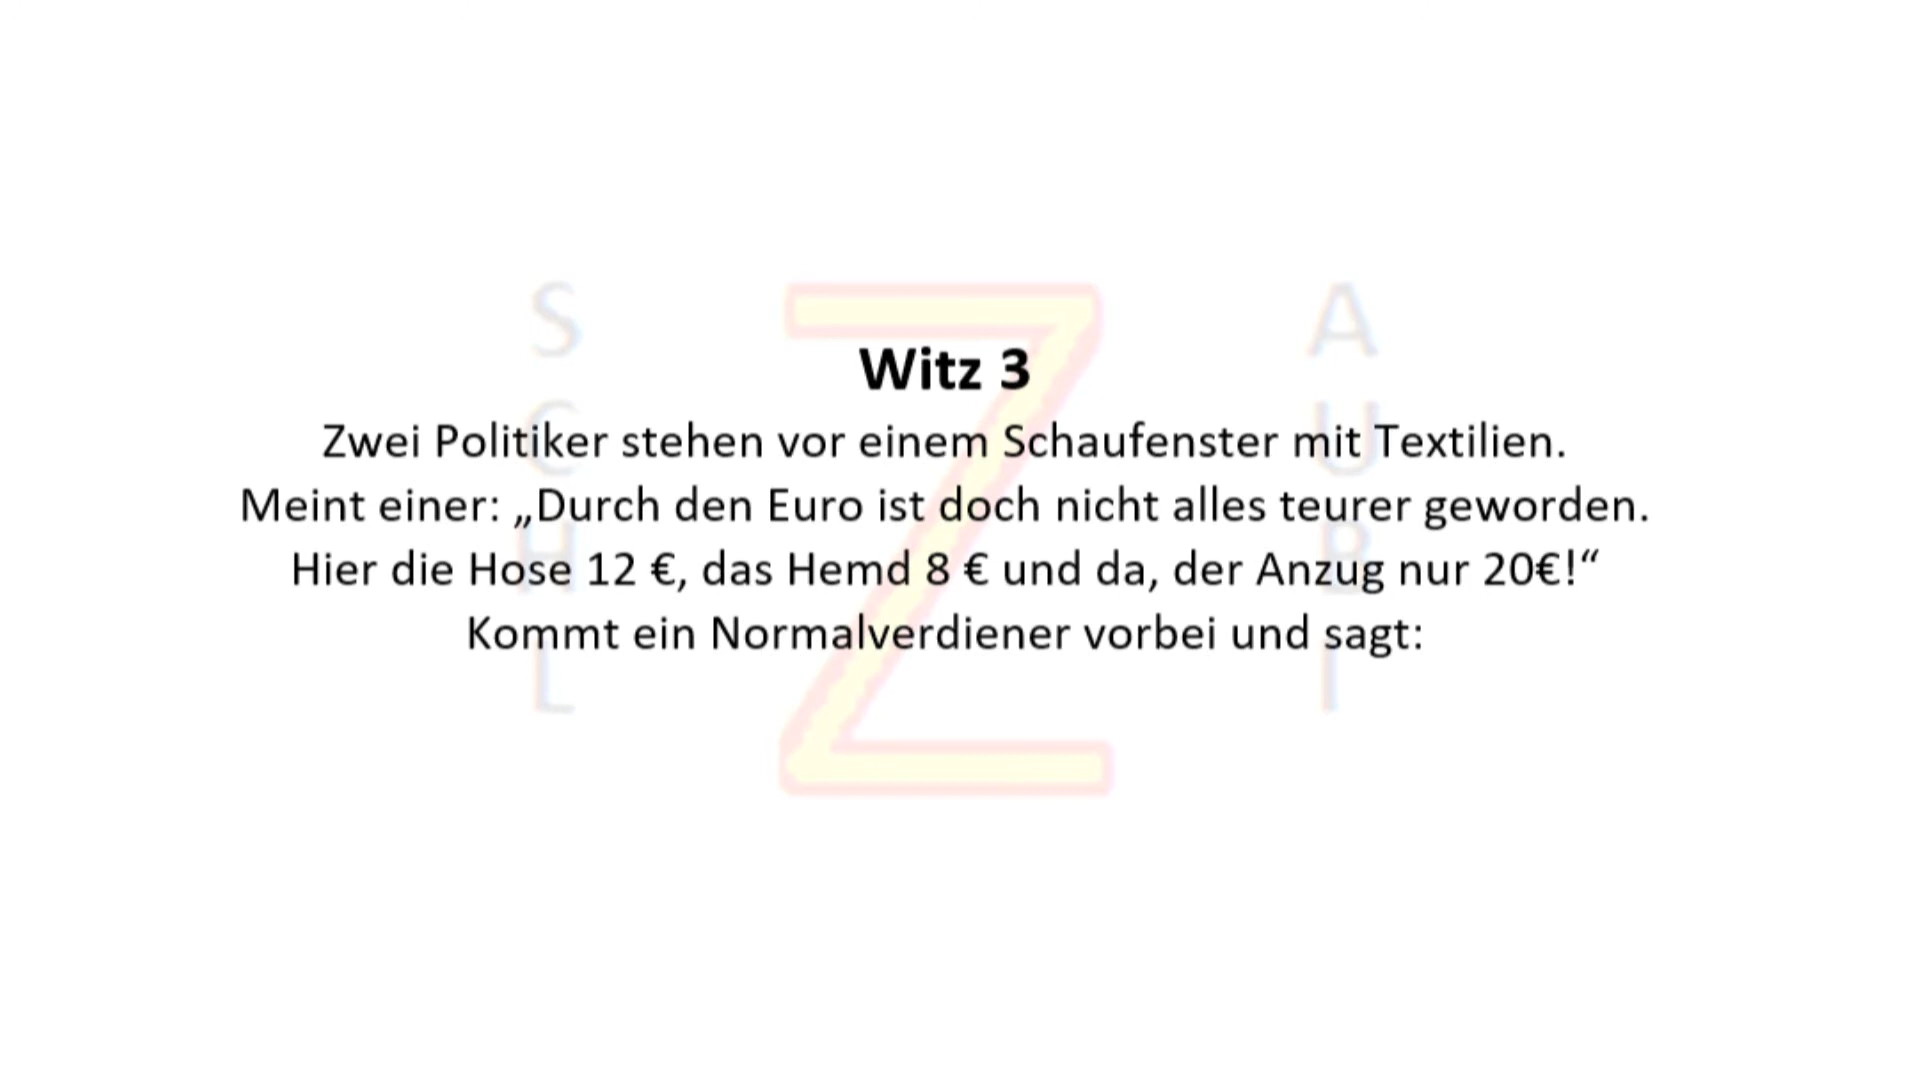 Witz 3
Zwei Politiker stehen vor einem Schaufenster mit Textilien.
Meint einer: „Durch den Euro ist doch nicht alles teurer geworden.
Hier die Hose 12 €, das Hemd 8 € und da, der Anzug nur 20€!“
Kommt ein Normalverdiener vorbei und sagt:
S
C
H
L
Z
A
U
B
I